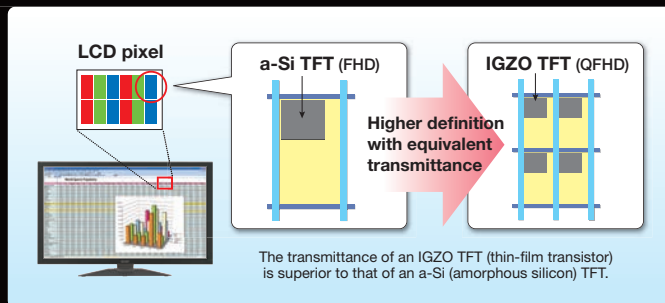 LCD pixel
a-Si TFT (FHD)
IGZO TFT (QFHD)
Higher definition
with equivalent
transmittance
The transmittance of an IGZO TFT (thin-film transistor)
is superior to that of an a-Si (amorphous silicon) TFT.